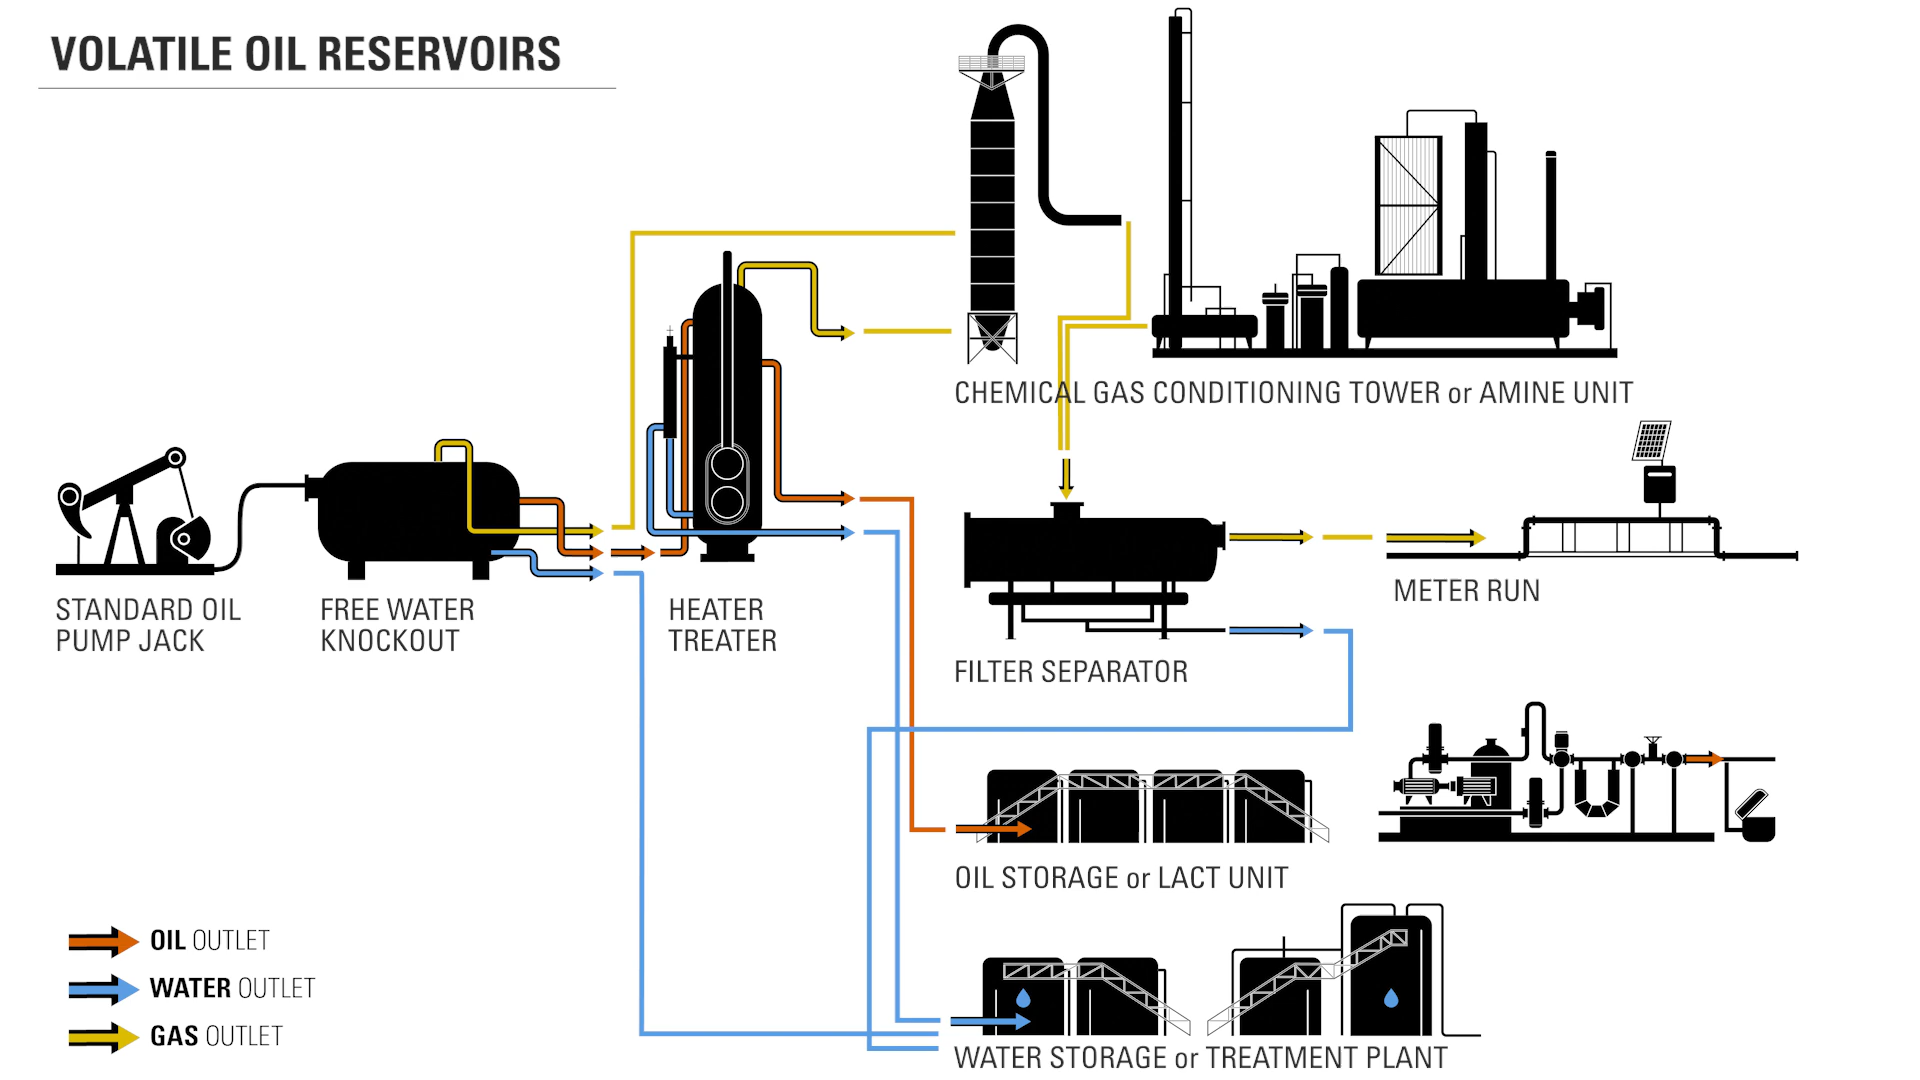 VOLATILE OIL RESERVOIRS
CHEMICAL GAS CONDITIONING TOWER or AMINE UNIT
METER RUN
STANDARD OIL
PUMP JACK
FREE WATER
KNOCKOUT
HEATER
TREATER
FILTER SEPARATOR
OIL STORAGE or LACT UNIT
OIL OUTLET
WATER OUTLET
GAS OUTLET
WATER STORAGE or TREATMENT PLANT